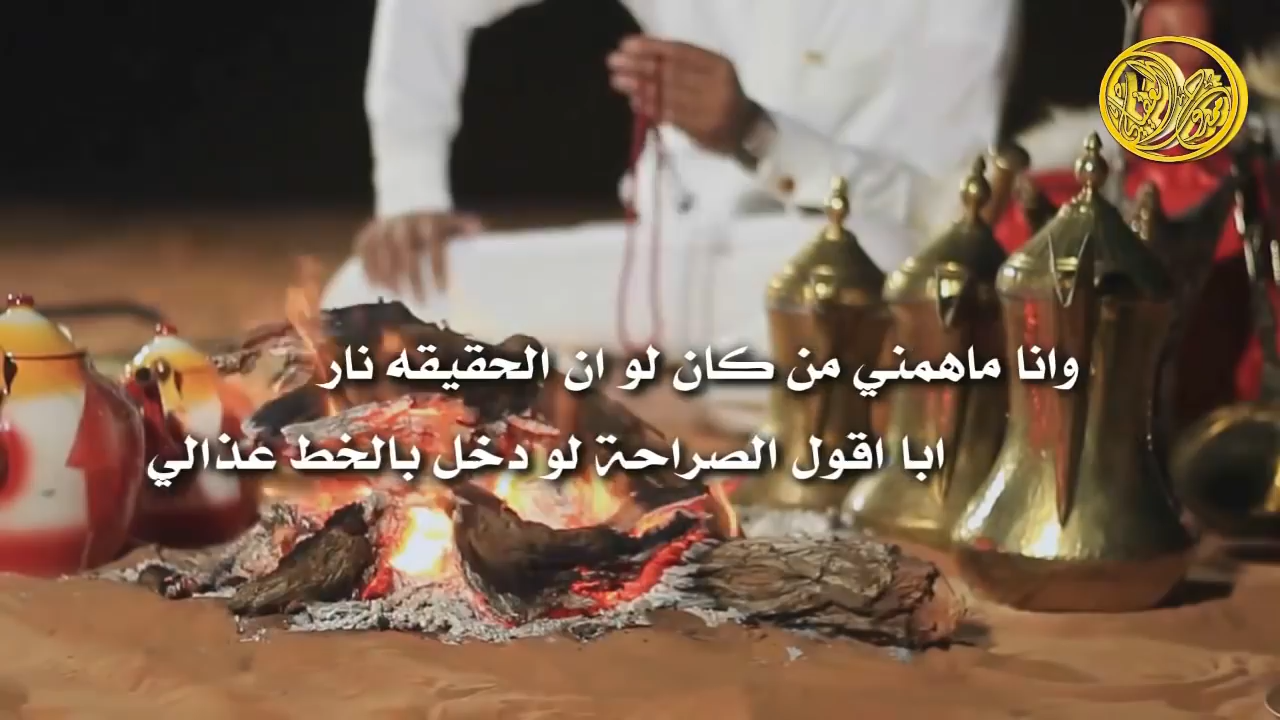 وانا ماهمني من كان لو ان الحقيقه نار
ابا اقول الصراحة لو دخل بالخط عذالي